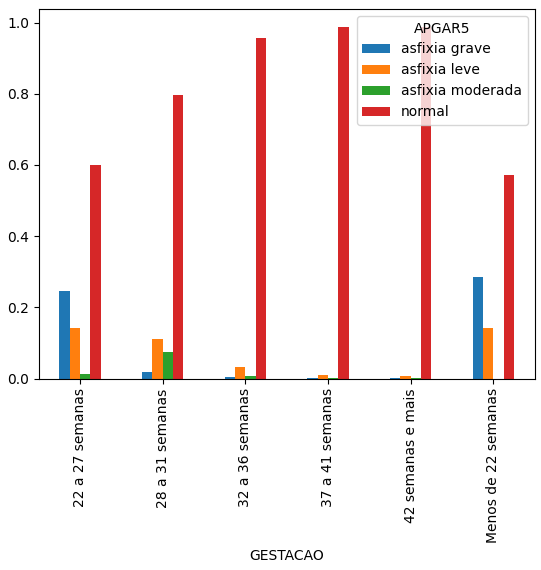 APGAR5
asfixia grave
asfixia leve
asfixia moderada
normal
1.0
0.8
0.6
0.4
0.2
0.0
22 a 27 semanas
28 a 31 semanas
32 a 36 semanas
37 a 41 semanas
42 semanas e mais
Menos de 22 semanas
GESTACAO